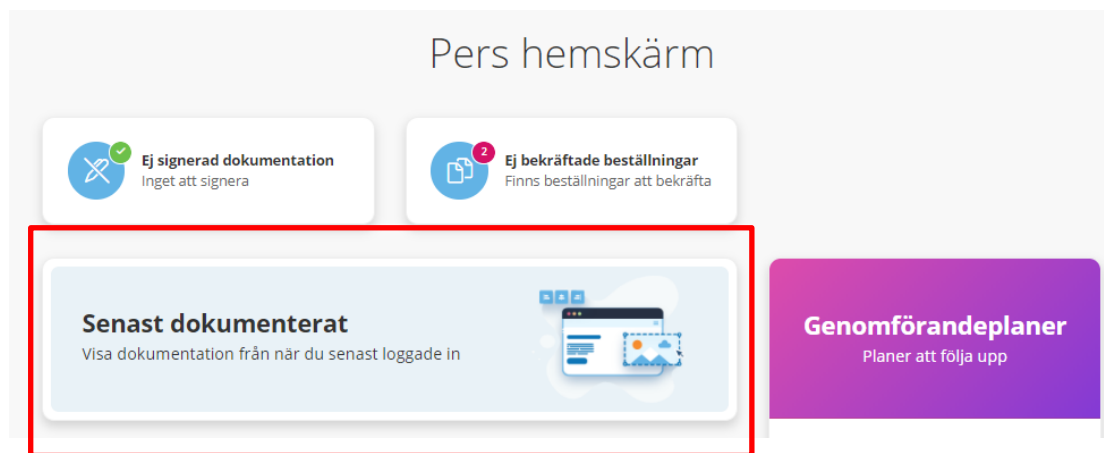 Pers hemskärm
Ej signerad dokumentation
Inget att signera
2
Ej bekräftade beställningar
Finns beställningar att bekräfta
Senast dokumenterat
Visa dokumentation från när du senast loggade in
Genomförandeplaner
Planer att följa upp